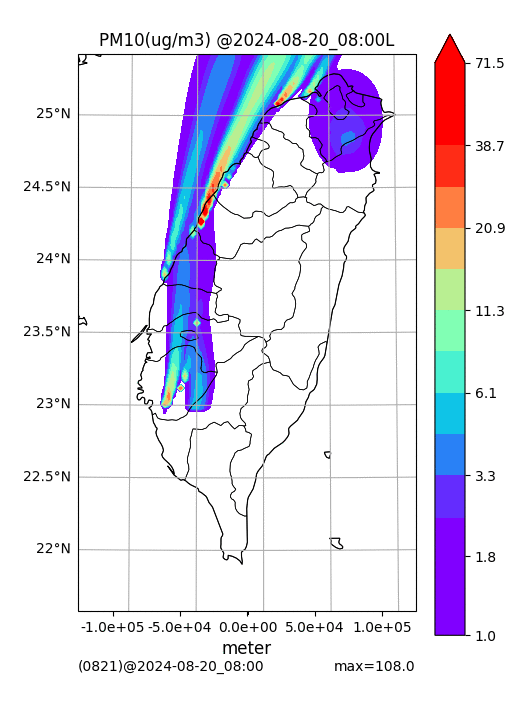 PM10(ug/m3) @2024-08-20_08:00L
71.5
25°N
38.7
24.5°N
20.9
24°N
11.3
23.5°N
6.1
23°N
3.3
22.5°N
1.8
22°N
1.0
-1.0e+05 -5.0e+04 0.0e+00 5.0e+04 1.0e+05
meter
(0821)@2024-08-20_08:00 max=108.0